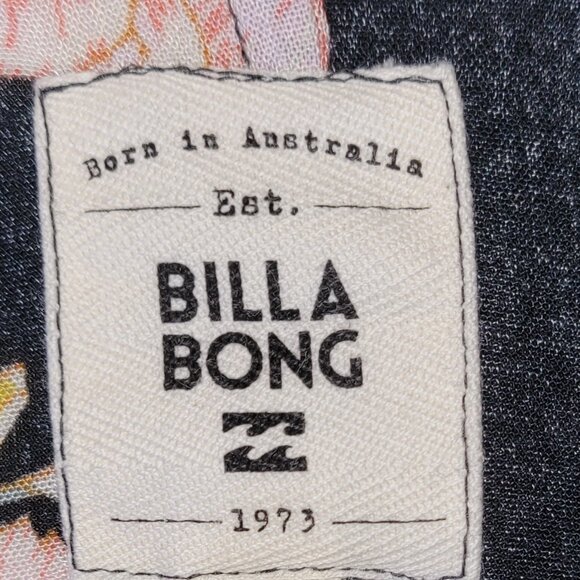 Born in Australia
Est.
BILLA
BONG
1973